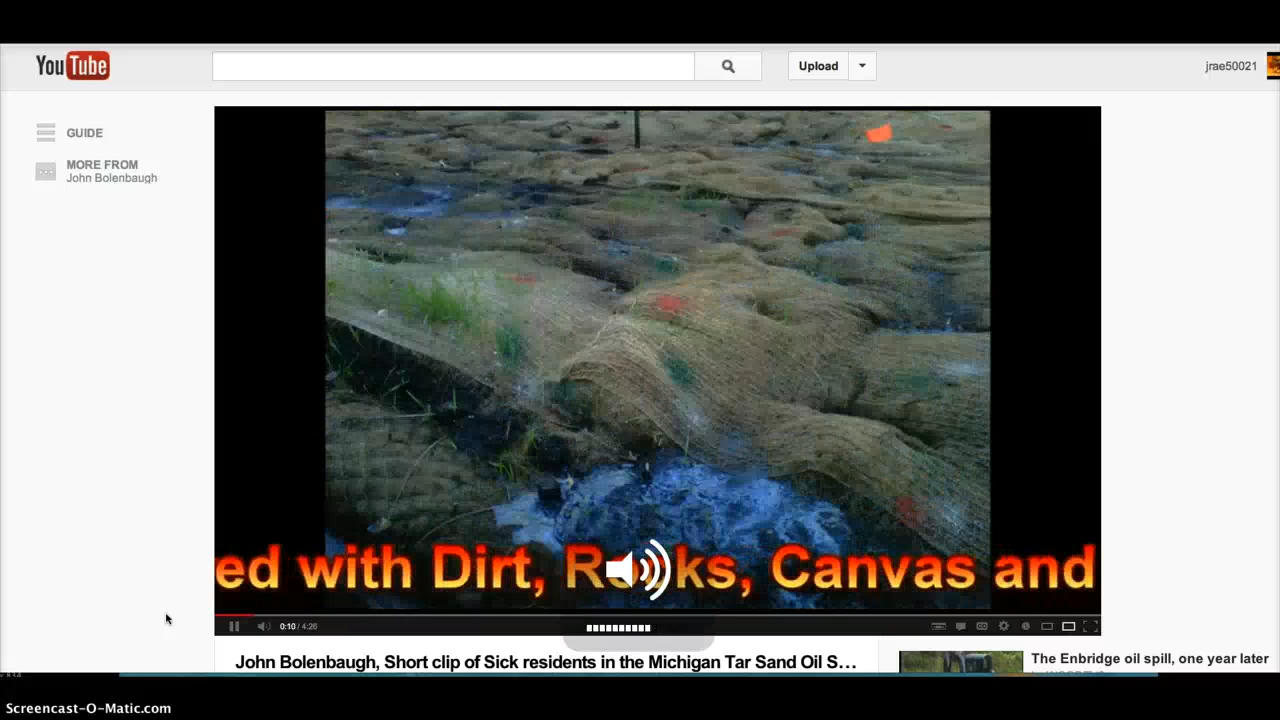 YouTube
Upload
jrae50021
GUIDE
MORE FROM
John Bolenbaugh
ed with Dirt, R ks, Canvas and
0:10 / 4:26
John Bolenbaugh, Short clip of Sick residents in the Michigan Tar Sand Oil S...
The Enbridge oil spill, one year later
Screencast-O-Matic.com